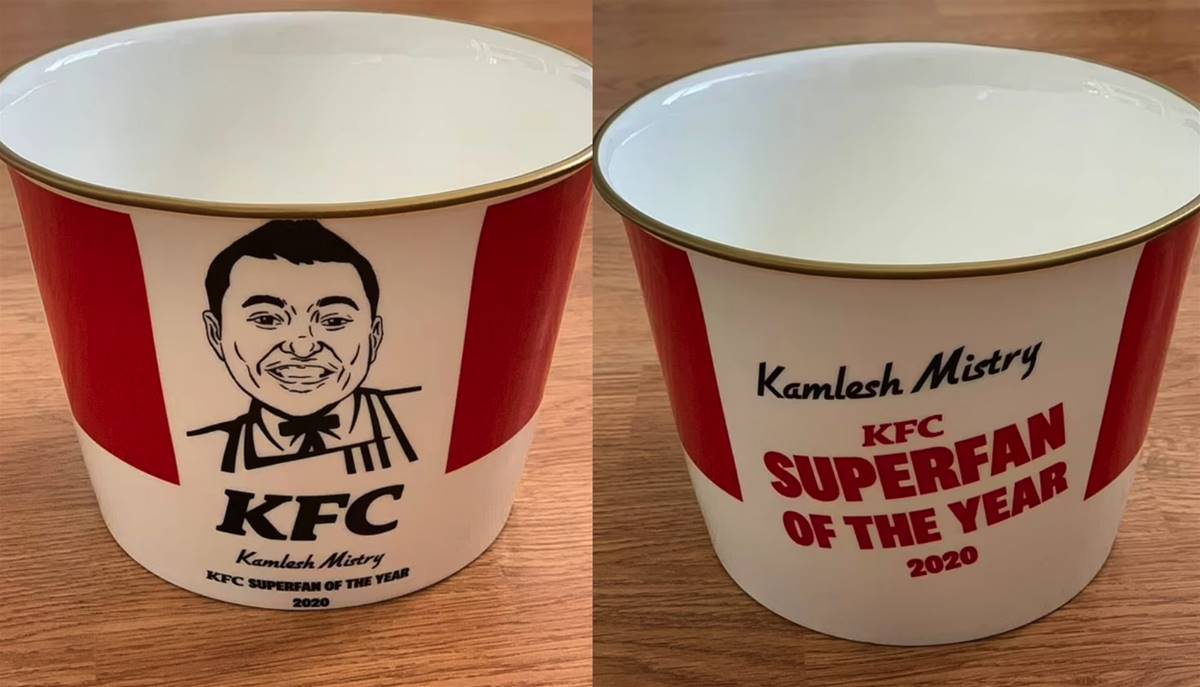 KFC
Kamlesh Mistry
KFC SUPERFAN OF THE YEAR
2020
Kamlesh Mistry
KFC
SUPERFAN
OF THE YEAR
2020